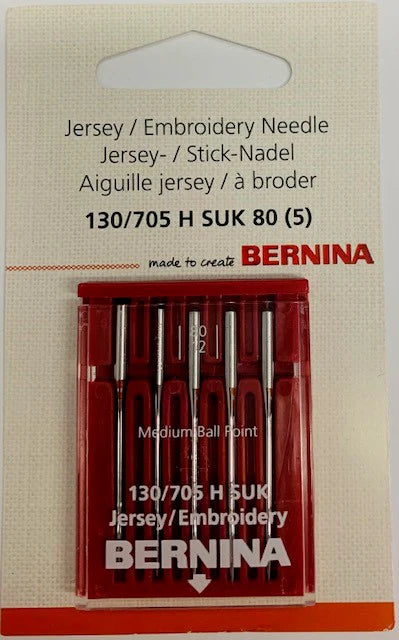 Jersey / Embroidery Needle
Jersey- / Stick-Nadel
Aiguille jersey / à broder
130/705 H SUK 80 (5)
made to create BERNINA
Medium Ball Point
130/705 H SUK
Jersey/Embroidery
BERNINA